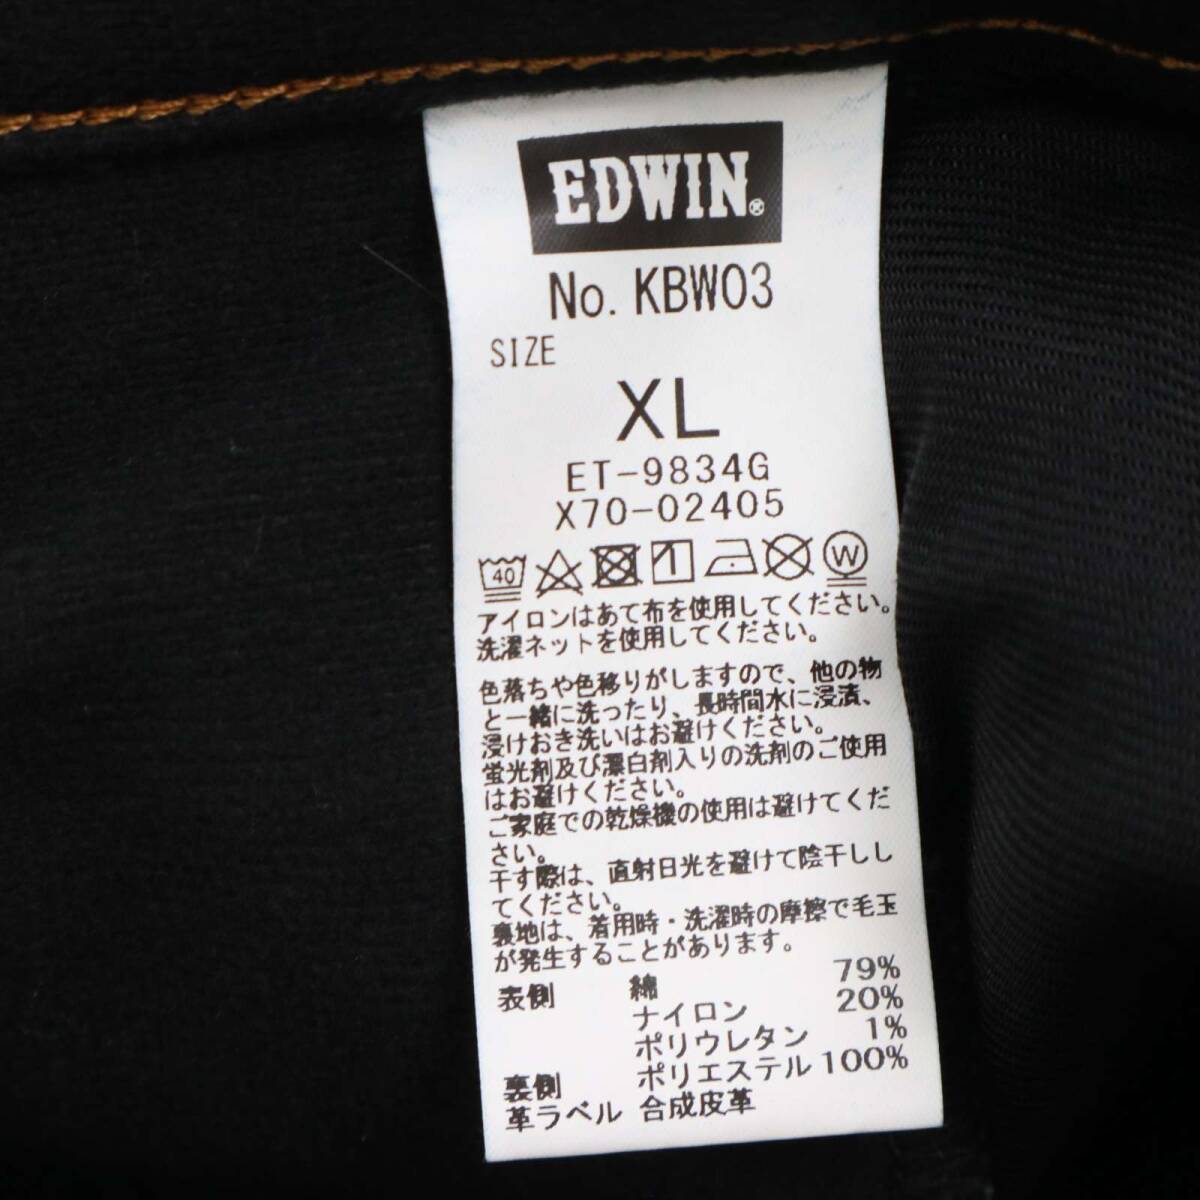 EDWIN®
No. KBW03
SIZE
XL
ET-9834G
X70-02405
40 1 W
アイロンはあて布を使用してください。
洗濯ネットを使用してください。
色落ちや色移りがしますので、他の物
と一緒に洗ったり、長時間水に浸漬、
浸けおき洗いはお避けください。
蛍光剤及び漂白剤入りの洗剤のご使用
はお避けください。
ご家庭での乾燥機の使用は避けてくだ
さい。
干す際は、直射日光を避けて陰干しし
てください。
裏地は、着用時・洗濯時の摩擦で毛玉
が発生することがあります。
表側 綿 79%
ナイロン 20%
ポリウレタン 1%
裏側 ポリエステル 100%
革ラベル 合成皮革